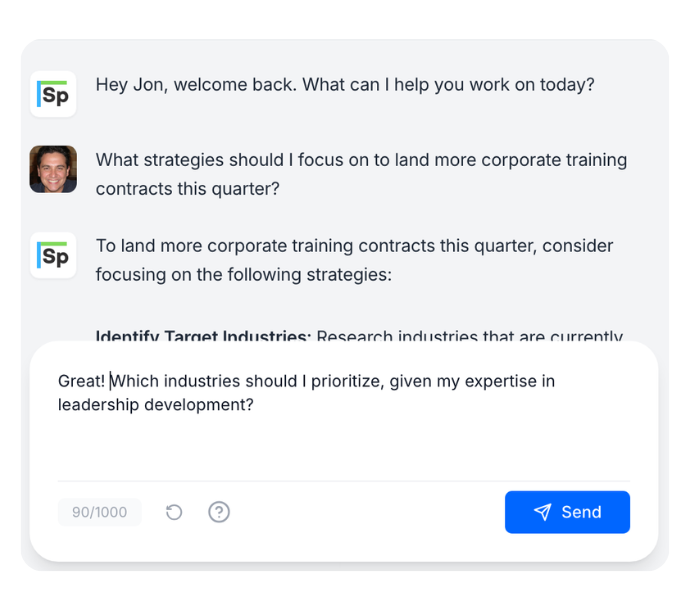 Sp
Hey Jon, welcome back. What can I help you work on today?
What strategies should I focus on to land more corporate training
contracts this quarter?
Sp
To land more corporate training contracts this quarter, consider
focusing on the following strategies:
Identify Target Industries: Research industries that are currently
Great! Which industries should I prioritize, given my expertise in
leadership development?
90/1000
?
Send